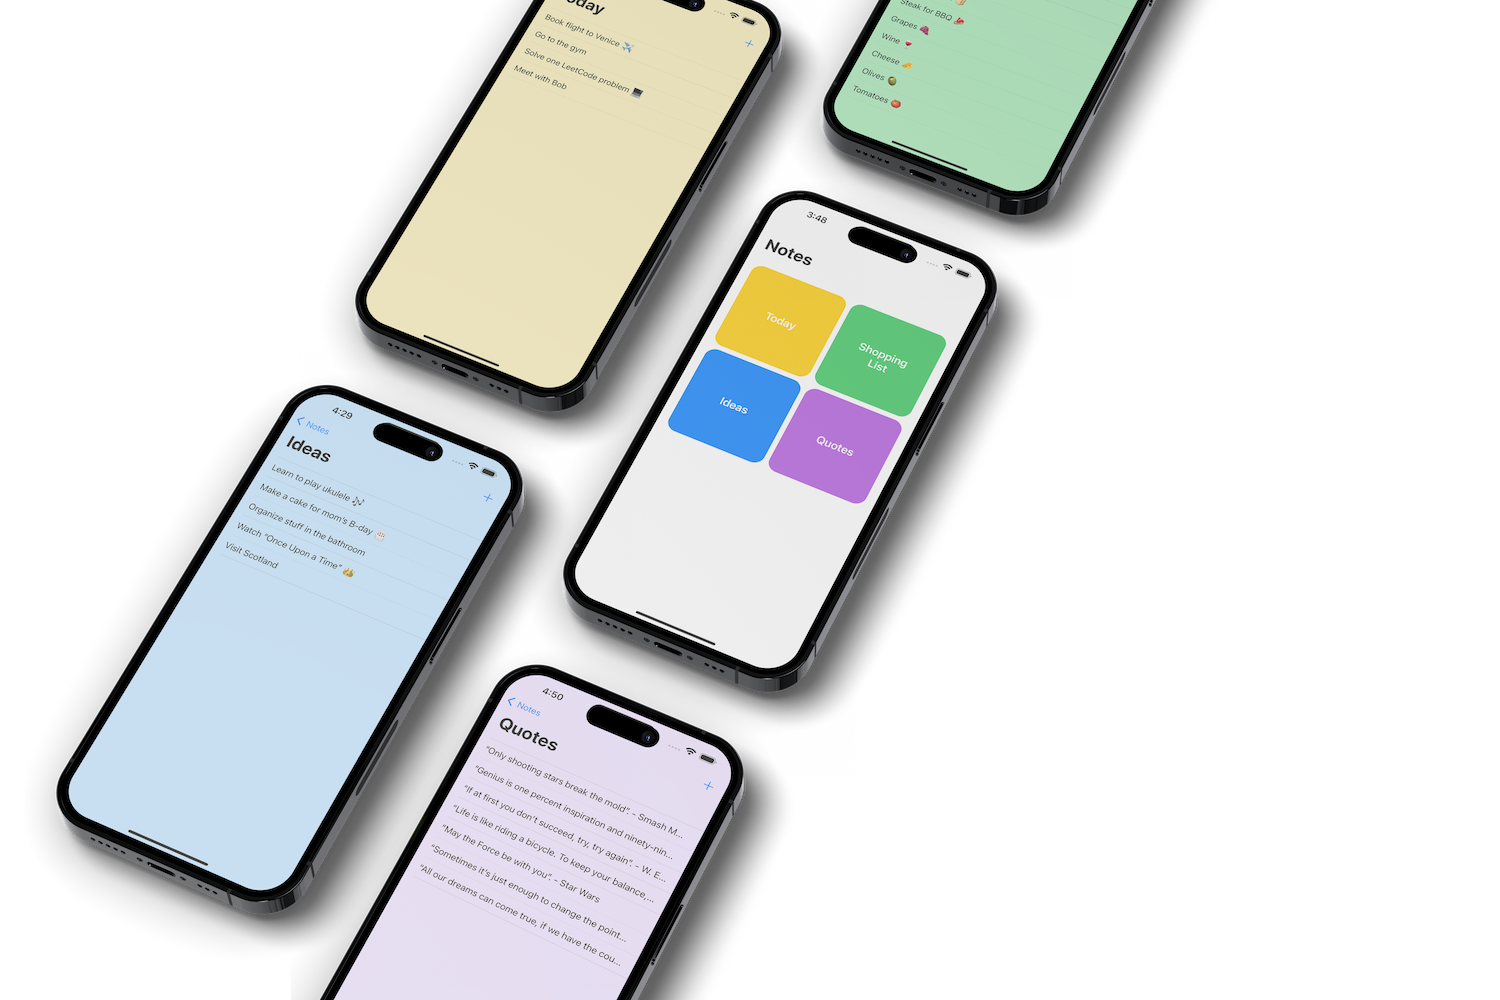 Book flight to Venice ✈️
Go to the gym
Solve one LeetCode problem 💻
Meet with Bob
Steak for BBQ 🥩
Grapes 🍇
Wine 🍷
Cheese 🧀
Olives 🫒
Tomatoes 🍅
3:48
Notes
Today
Shopping
List
Ideas
Quotes
4:29
Notes
Ideas
Learn to play ukulele 🎶
Make a cake for mom's B-day 🎂
Organize stuff in the bathroom
Watch "Once Upon a Time" 👑
Visit Scotland
4:50
Notes
Quotes
"Only shooting stars break the mold". - Smash M...
"Genius is one percent inspiration and ninety-nin...
"If at first you don't succeed, try, try again". - W. E...
"Life is like riding a bicycle. To keep your balance,...
"May the Force be with you". - Star Wars
"Sometimes it's just enough to change the point...
"All our dreams can come true, if we have the cou...